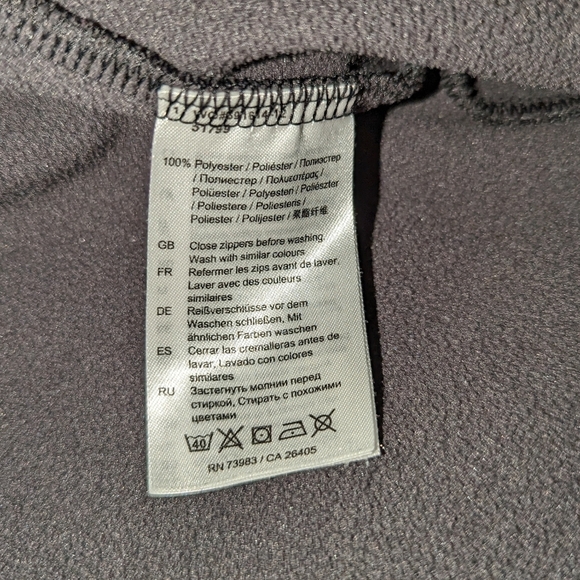 S1799
100% Polyester / Poliéster / Полиэстер
/ Полиестер / Πολυεστέρας /
Poliüester / Polyesteri / Poliészter
/ Poliestere / Poliesteris /
Poliester / Polijester / 聚酯纤维
GB Close zippers before washing.
Wash with similar colours
FR Refermer les zips avant de laver.
Laver avec des couleurs
similaires
DE Reißverschlüsse vor dem
Waschen schließen, Mit
ähnlichen Farben waschen
ES Cerrar las cremalleras antes de
lavar, Lavado con colores
similares
RU Застегнуть молнии перед
стиркой, Стирать с похожими
цветами
40
RN 73983 / CA 26405